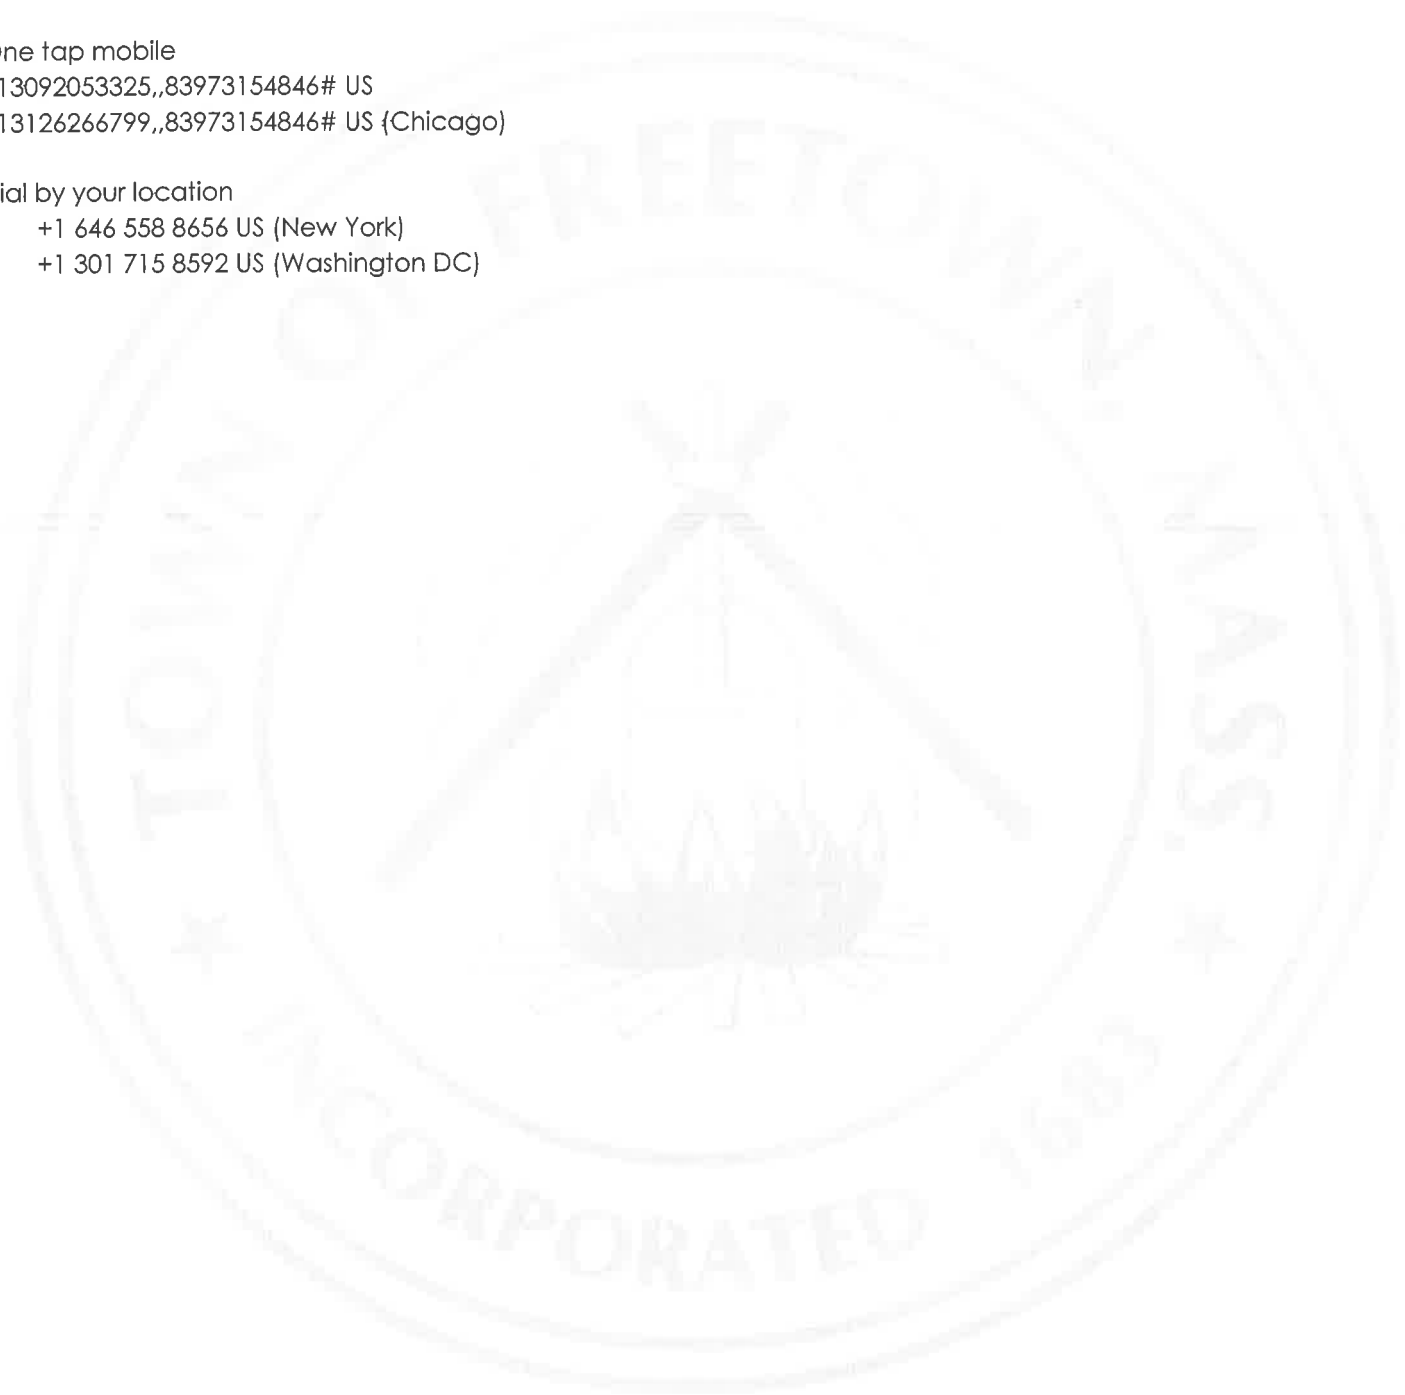 ne tap mobile
13092053325,,83973154846# US
13126266799,,83973154846# US (Chicago)
ial by your location
+1 646 558 8656 US (New York)
+1 301 715 8592 US (Washington DC)
TOWN OF FREETOWN, MASS.
INCORPORATED 1683